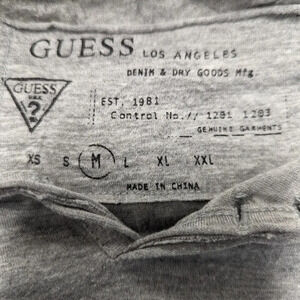 GUESS LOS ANGELES
DENIM & DRY GOODS Mfg.
GUESS
U.S.A.
?
EST. 1981
Control No.// 1281 1283
GENUINE GARMENTS
XS S M L XL XXL
MADE IN CHINA